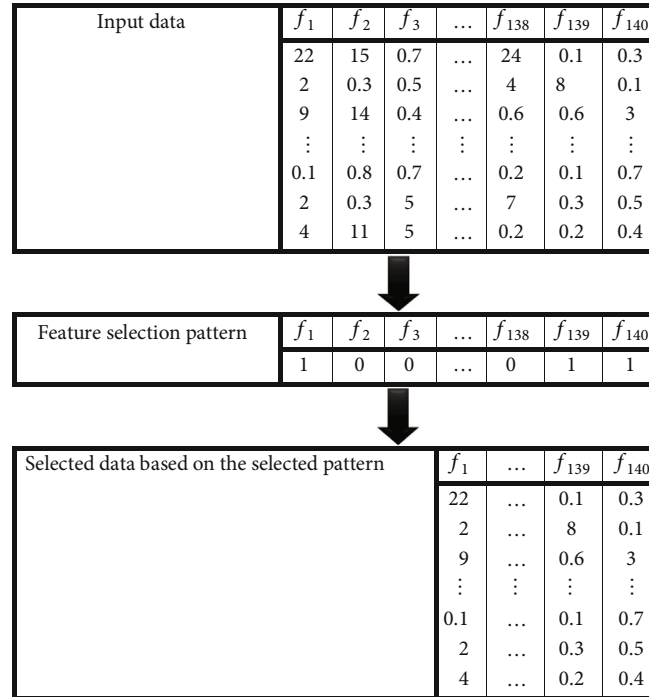 Input data f1 f2 f3 ... f138 f139 f140
22 15 0.7 ... 24 0.1 0.3
2 0.3 0.5 ... 4 8 0.1
9 14 0.4 ... 0.6 0.6 3
⋮ ⋮ ⋮ ⋮ ⋮ ⋮ ⋮
0.1 0.8 0.7 ... 0.2 0.1 0.7
2 0.3 5 ... 7 0.3 0.5
4 11 5 ... 0.2 0.2 0.4
Feature selection pattern f1 f2 f3 ... f138 f139 f140
1 0 0 ... 0 1 1
Selected data based on the selected pattern f1 ... f139 f140
22 ... 0.1 0.3
2 ... 8 0.1
9 ... 0.6 3
⋮ ⋮ ⋮ ⋮
0.1 ... 0.1 0.7
2 ... 0.3 0.5
4 ... 0.2 0.4